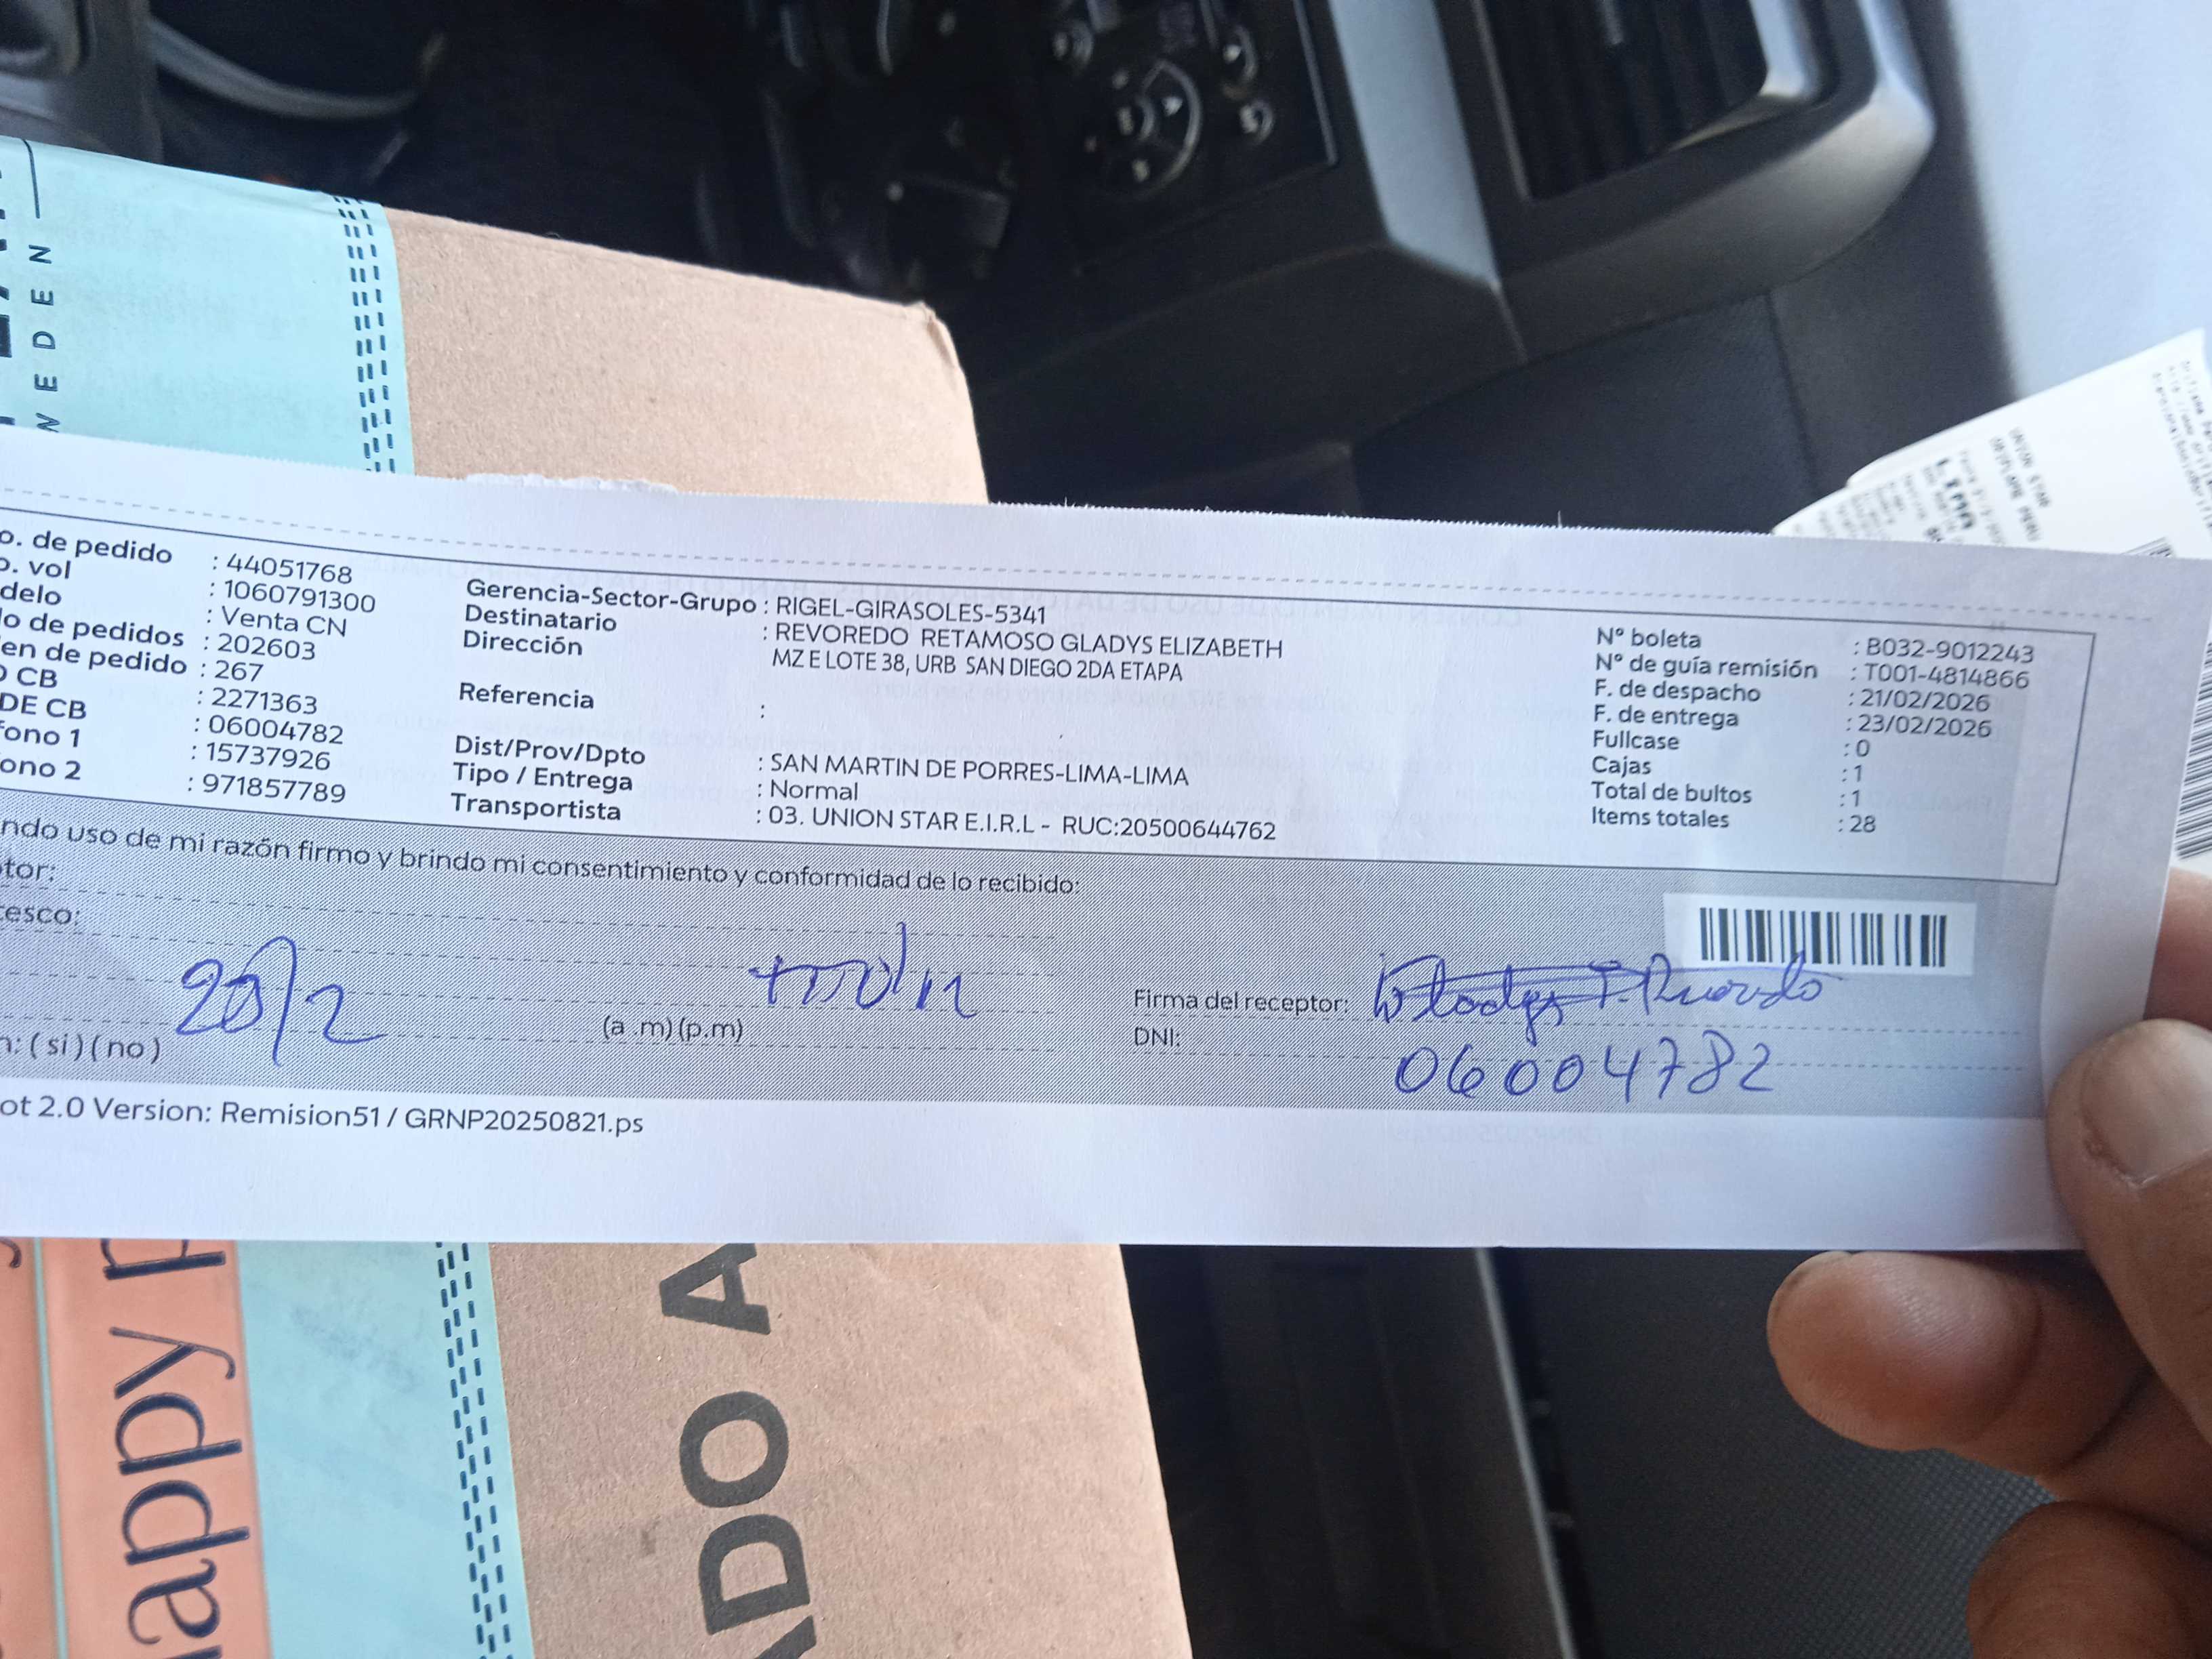 WEDEN
o. de pedido : 44051768
o. vol : 1060791300
delo : Venta CN
o de pedidos : 202603
en de pedido : 267
O CB : 2271363
DE CB : 06004782
fono 1 : 15737926
ono 2 : 971857789
Gerencia-Sector-Grupo : RIGEL-GIRASOLES-5341
Destinatario : REVOREDO RETAMOSO GLADYS ELIZABETH
Dirección MZ E LOTE 38, URB SAN DIEGO 2DA ETAPA
Referencia :
Dist/Prov/Dpto : SAN MARTIN DE PORRES-LIMA-LIMA
Tipo / Entrega : Normal
Transportista : 03. UNION STAR E.I.R.L - RUC:20500644762
N° boleta : B032-9012243
N° de guía remisión : T001-4814866
F. de despacho : 21/02/2026
F. de entrega : 23/02/2026
Fullcase : 0
Cajas : 1
Total de bultos : 1
Items totales : 28
ndo uso de mi razón firmo y brindo mi consentimiento y conformidad de lo recibido:
tor:
esco:
(a .m) (p.m)
n: ( si ) ( no )
Firma del receptor:
DNI: 06004782
ot 2.0 Version: Remision51 / GRNP20250821.ps
UNION STAR
LIMA
appy
ADO A